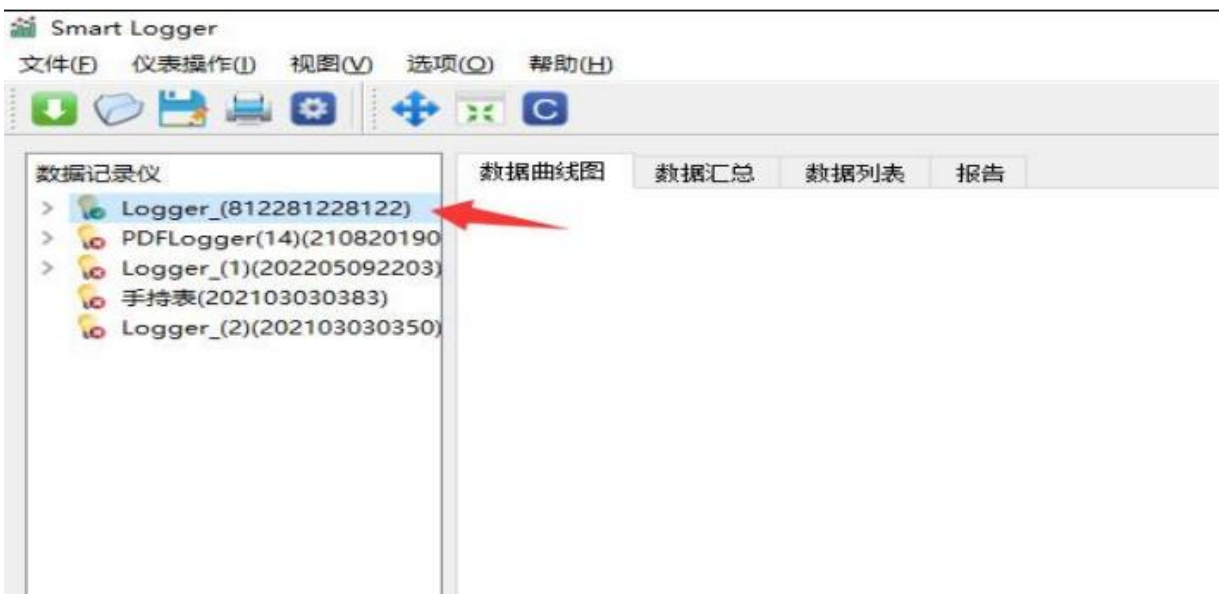 Smart Logger
文件(F) 仪表操作(I) 视图(V) 选项(O) 帮助(H)
C
数据记录仪
数据曲线图 数据汇总 数据列表 报告
Logger_(812281228122)
PDFLogger(14)(210820190
Logger_(1)(202205092203)
手持表(202103030383)
Logger_(2)(202103030350)